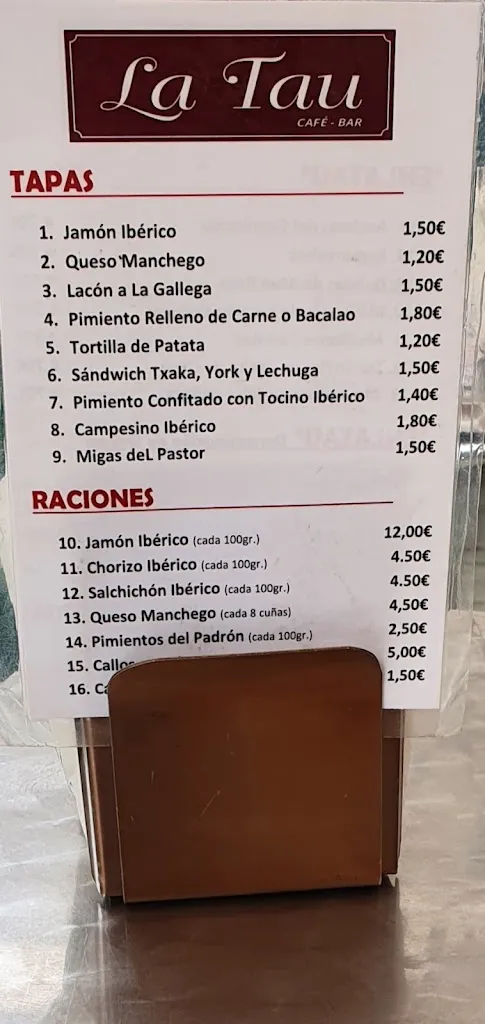 La Tau
CAFÉ - BAR
TAPAS
1. Jamón Ibérico 1,50€
2. Queso Manchego 1,20€
3. Lacón a La Gallega 1,50€
4. Pimiento Relleno de Carne o Bacalao 1,80€
5. Tortilla de Patata 1,20€
6. Sándwich Txaka, York y Lechuga 1,50€
7. Pimiento Confitado con Tocino Ibérico 1,40€
8. Campesino Ibérico 1,80€
9. Migas deL Pastor 1,50€
RACIONES
10. Jamón Ibérico (cada 100gr.) 12,00€
11. Chorizo Ibérico (cada 100gr.) 4.50€
12. Salchichón Ibérico (cada 100gr.) 4.50€
13. Queso Manchego (cada 8 cuñas) 4,50€
14. Pimientos del Padrón (cada 100gr.) 2,50€
15. Callos 5,00€
16. 1,50€